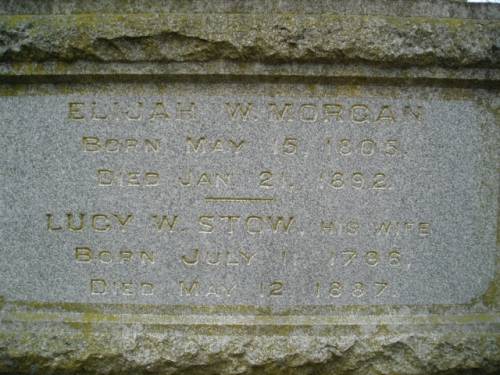 ELIJAH W. MORGAN
BORN MAY 15, 1805.
DIED JAN. 21, 1892.
LUCY W. STOW, HIS WIFE
BORN JULY 1, 1796,
DIED MAY 12 1887